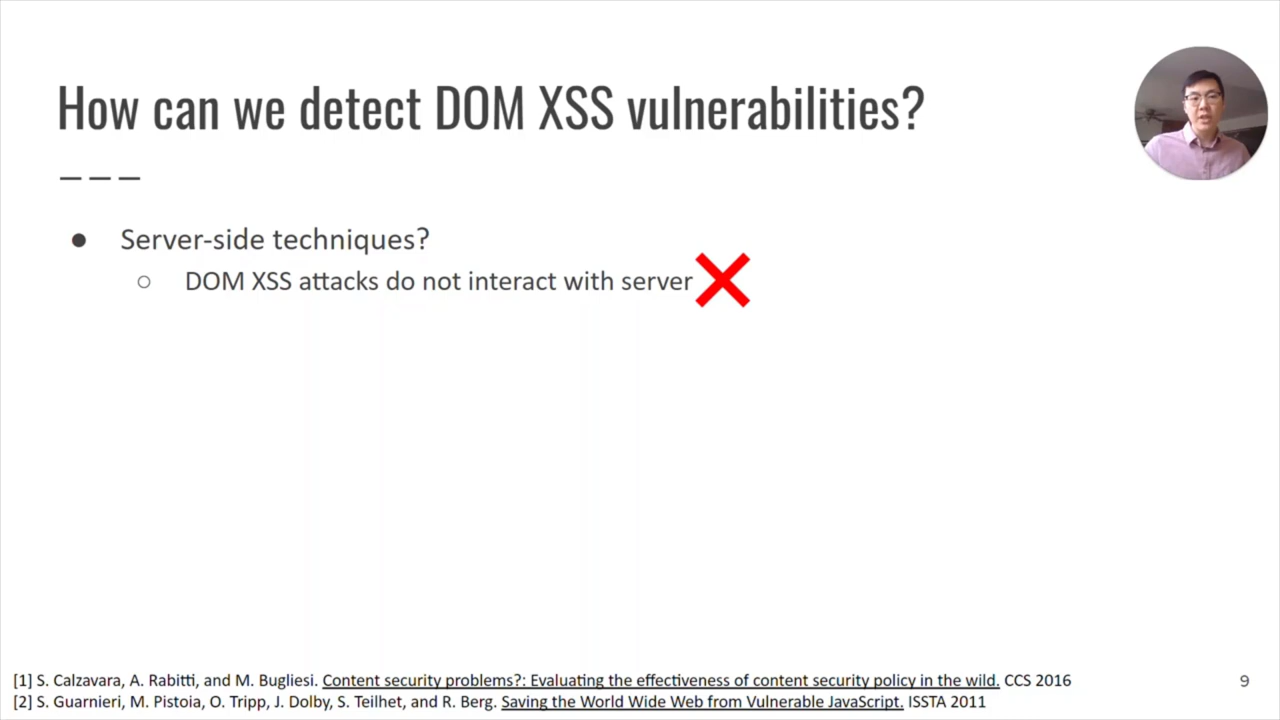 How can we detect DOM XSS vulnerabilities?
● Server-side techniques?
○ DOM XSS attacks do not interact with server
[1] S. Calzavara, A. Rabitti, and M. Bugliesi. Content security problems?: Evaluating the effectiveness of content security policy in the wild. CCS 2016
[2] S. Guarnieri, M. Pistoia, O. Tripp, J. Dolby, S. Teilhet, and R. Berg. Saving the World Wide Web from Vulnerable JavaScript. ISSTA 2011
9